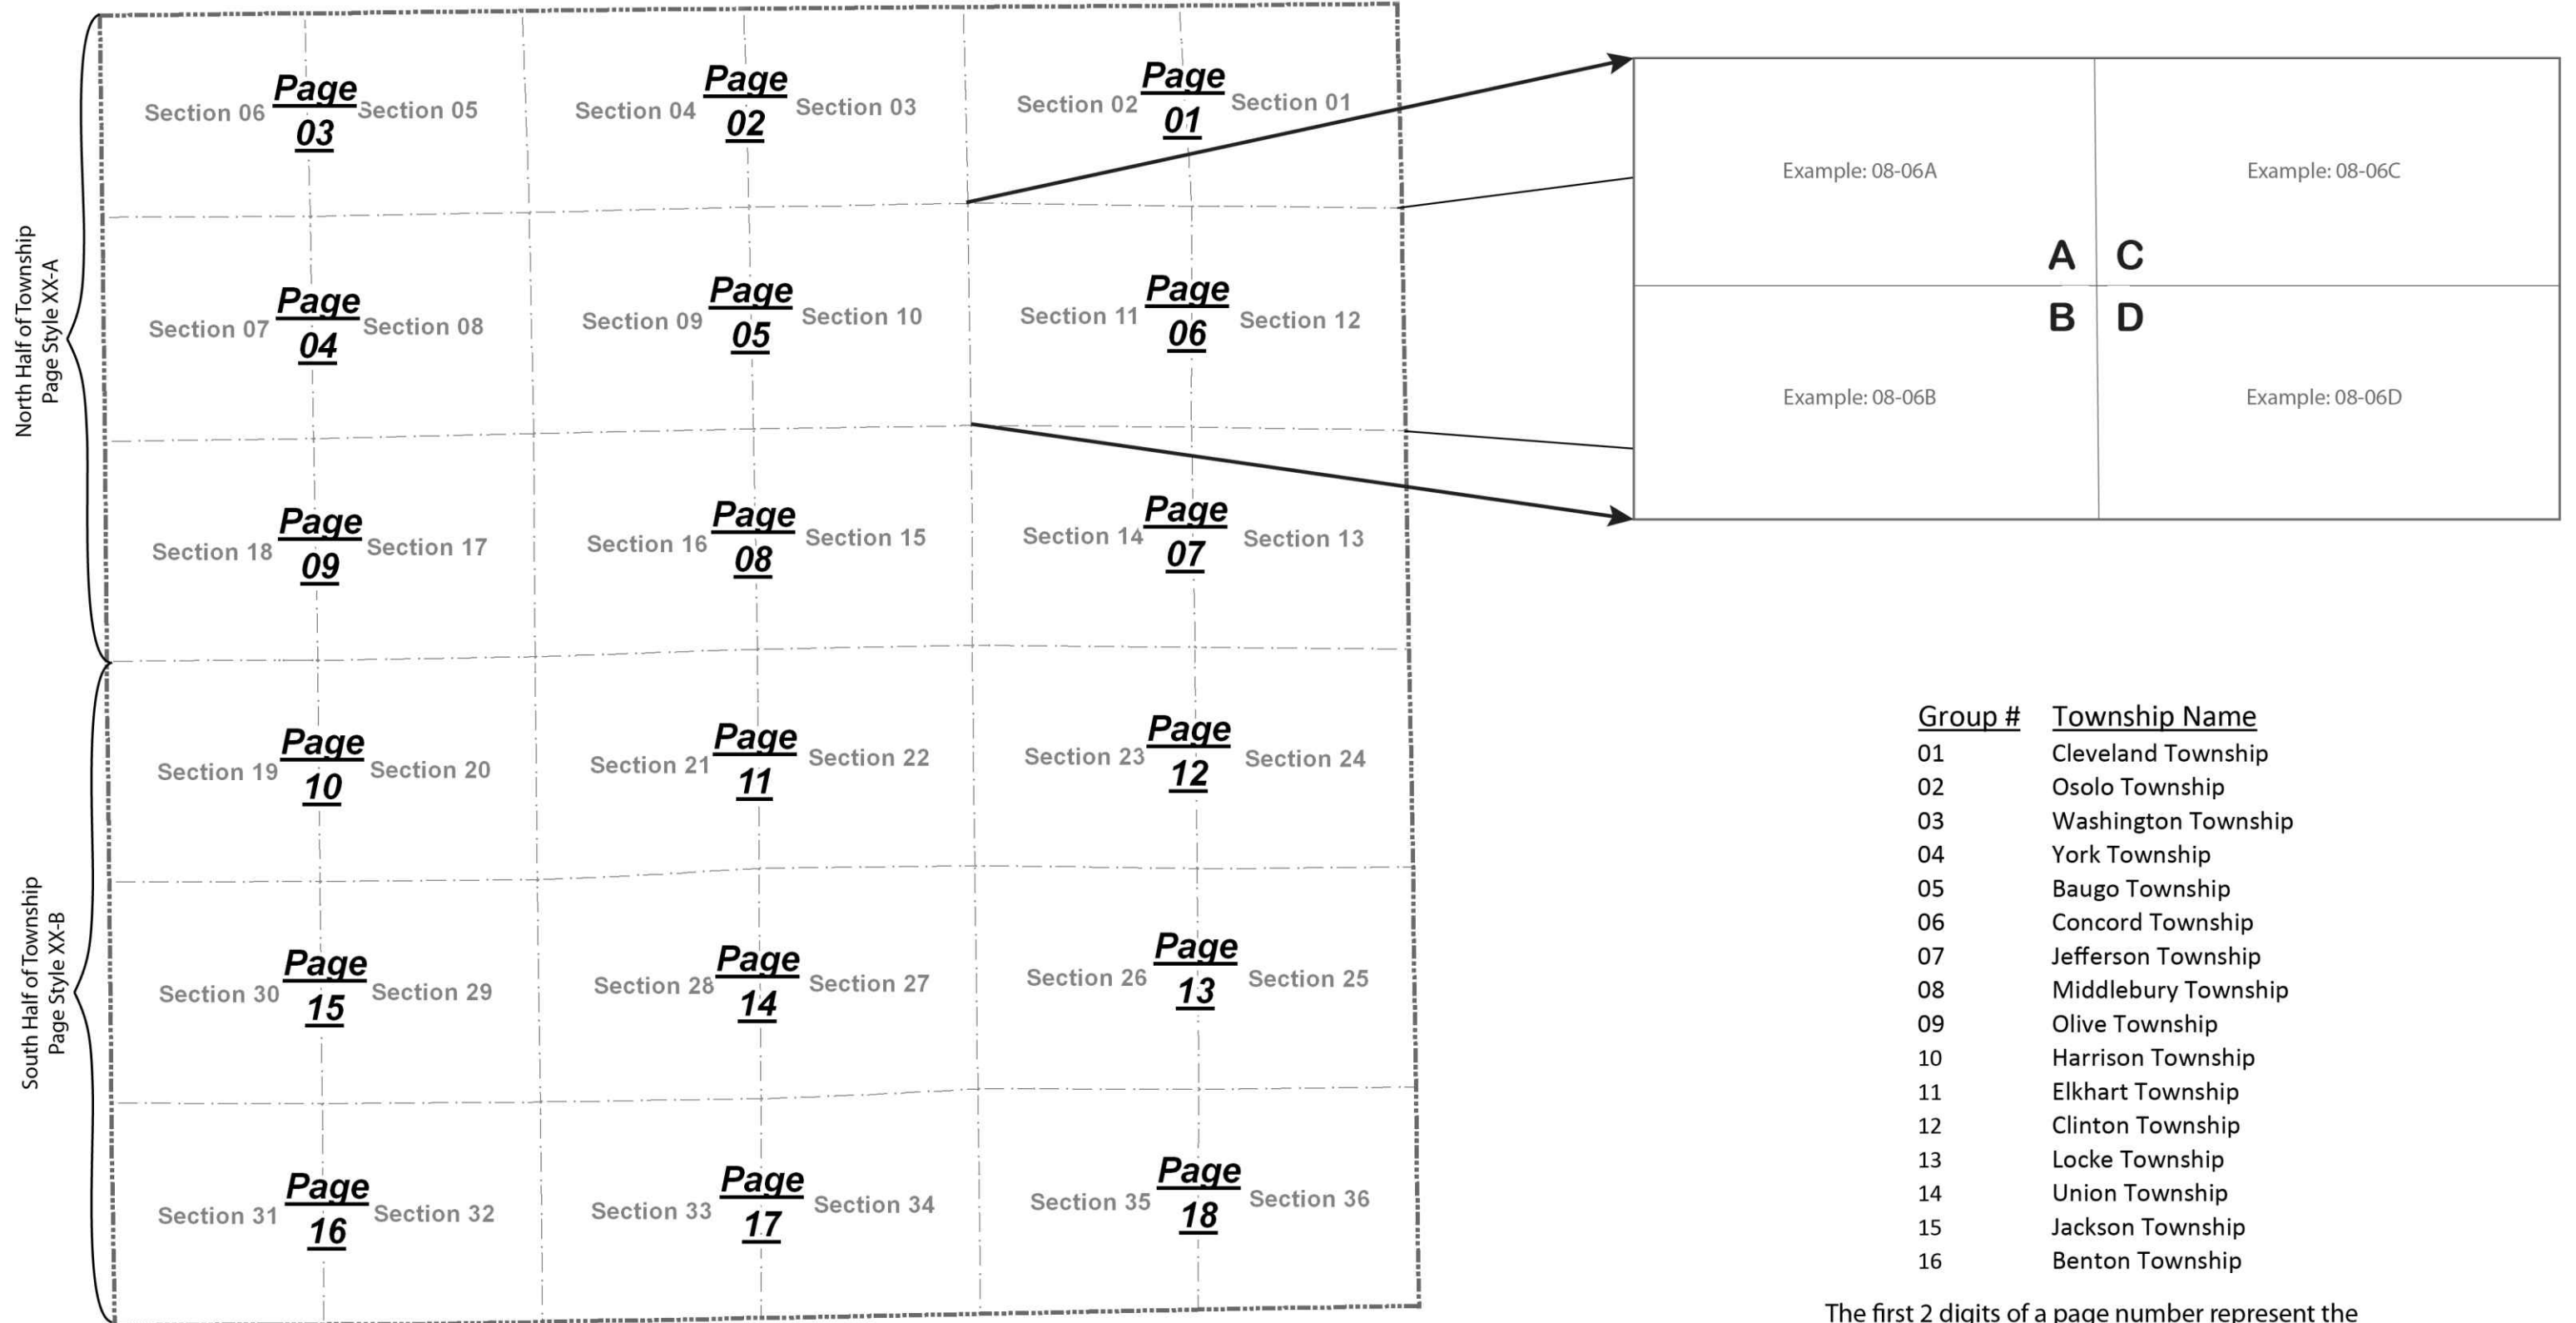 North Half of Township
Page Style XX-A
South Half of Township
Page Style XX-B
Section 06 Page 03 Section 05
Section 04 Page 02 Section 03
Section 02 Page 01 Section 01
Section 07 Page 04 Section 08
Section 09 Page 05 Section 10
Section 11 Page 06 Section 12
Section 18 Page 09 Section 17
Section 16 Page 08 Section 15
Section 14 Page 07 Section 13
Section 19 Page 10 Section 20
Section 21 Page 11 Section 22
Section 23 Page 12 Section 24
Section 30 Page 15 Section 29
Section 28 Page 14 Section 27
Section 26 Page 13 Section 25
Section 31 Page 16 Section 32
Section 33 Page 17 Section 34
Section 35 Page 18 Section 36
Example: 08-06A
Example: 08-06C
A C
B D
Example: 08-06B
Example: 08-06D
Group # Township Name
01 Cleveland Township
02 Osolo Township
03 Washington Township
04 York Township
05 Baugo Township
06 Concord Township
07 Jefferson Township
08 Middlebury Township
09 Olive Township
10 Harrison Township
11 Elkhart Township
12 Clinton Township
13 Locke Township
14 Union Township
15 Jackson Township
16 Benton Township
The first 2 digits of a page number represent the